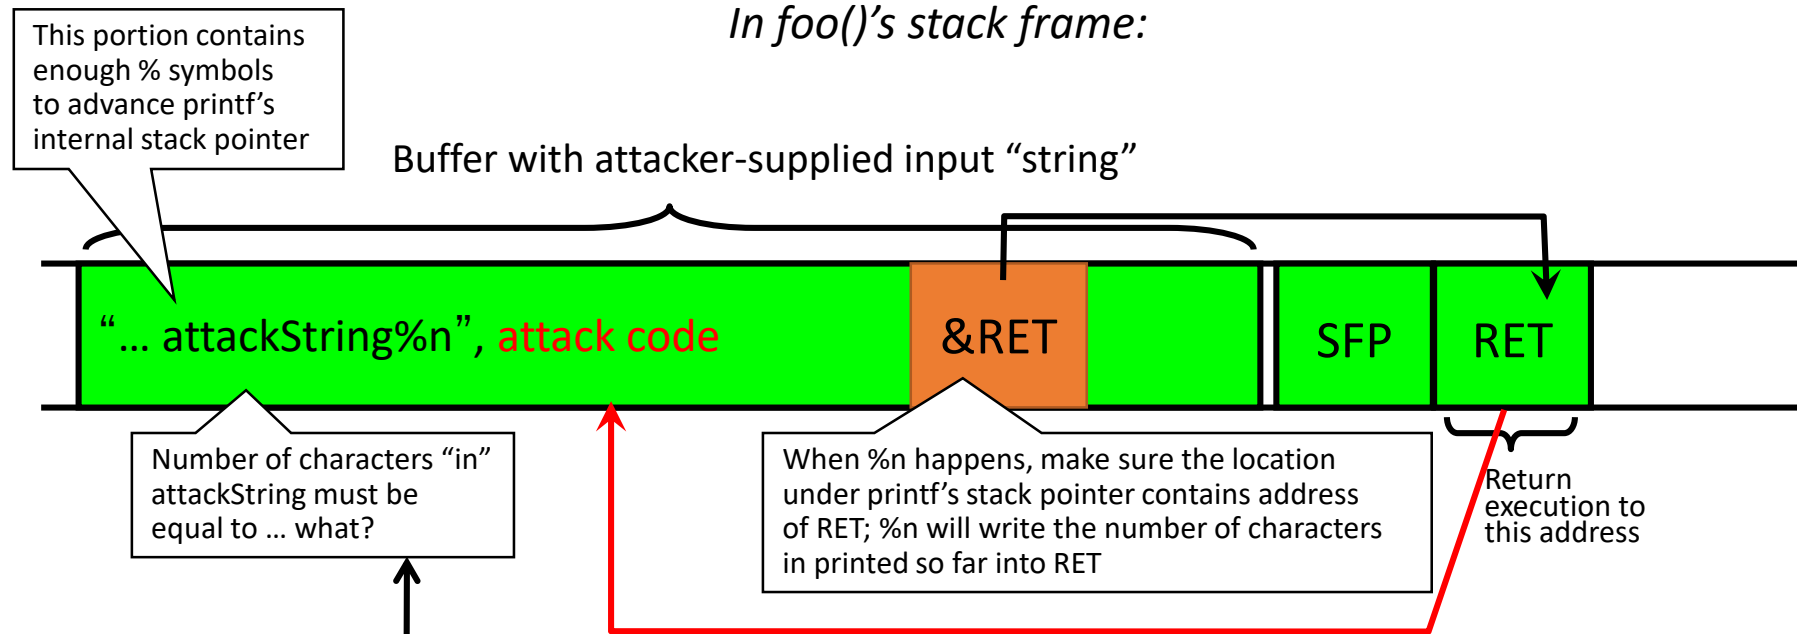 In foo()’s stack frame:
This portion contains
enough % symbols
to advance printf’s
internal stack pointer
Buffer with attacker-supplied input “string”
“... attackString%n”, attack code
&RET
SFP
RET
Number of characters “in”
attackString must be
equal to ... what?
When %n happens, make sure the location
under printf’s stack pointer contains address
of RET; %n will write the number of characters
in printed so far into RET
Return
execution to
this address